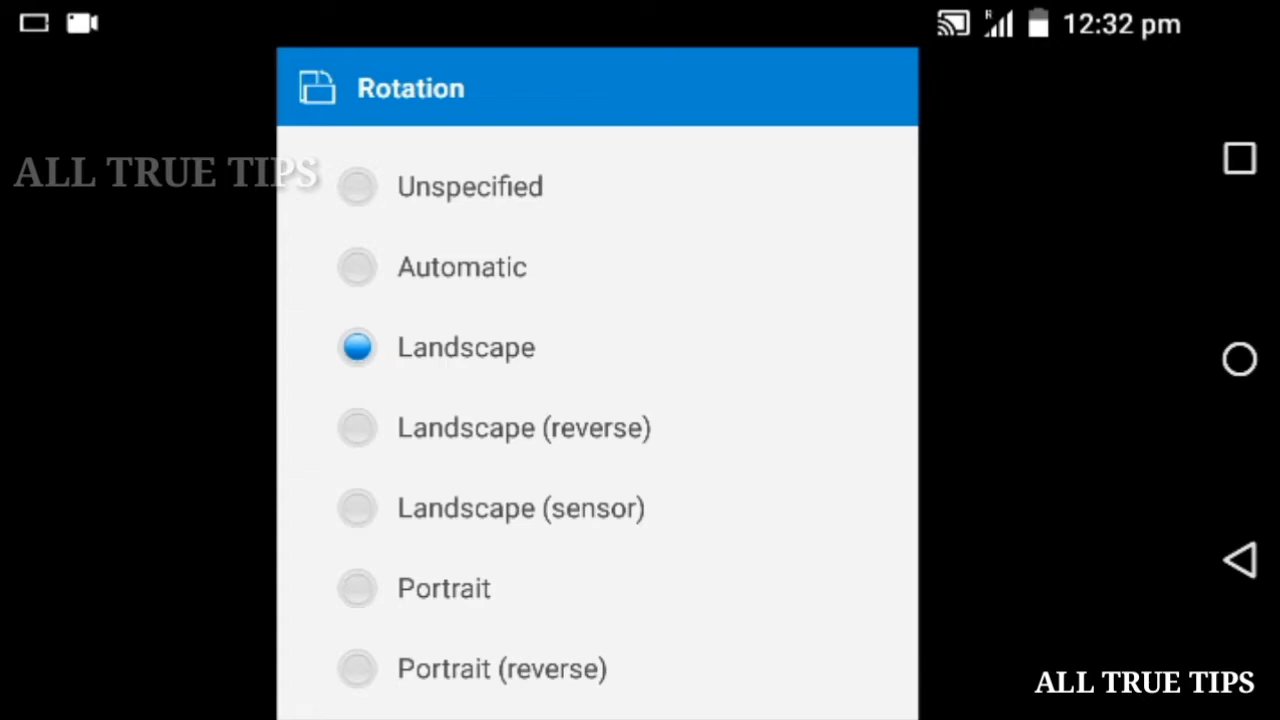 12:32 pm
Rotation
ALL TRUE TIPS
Unspecified
Automatic
Landscape
Landscape (reverse)
Landscape (sensor)
Portrait
Portrait (reverse)
ALL TRUE TIPS